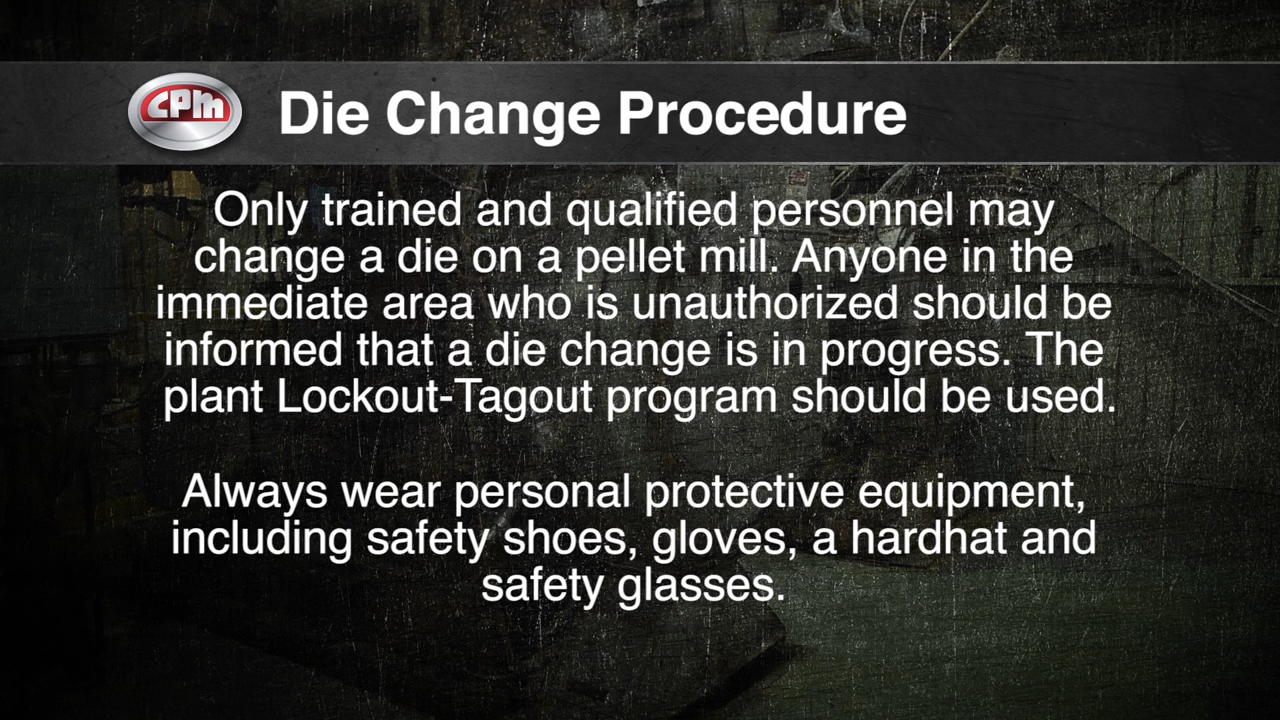 CPM
Die Change Procedure
Only trained and qualified personnel may
change a die on a pellet mill. Anyone in the
immediate area who is unauthorized should be
informed that a die change is in progress. The
plant Lockout-Tagout program should be used.
Always wear personal protective equipment,
including safety shoes, gloves, a hardhat and
safety glasses.